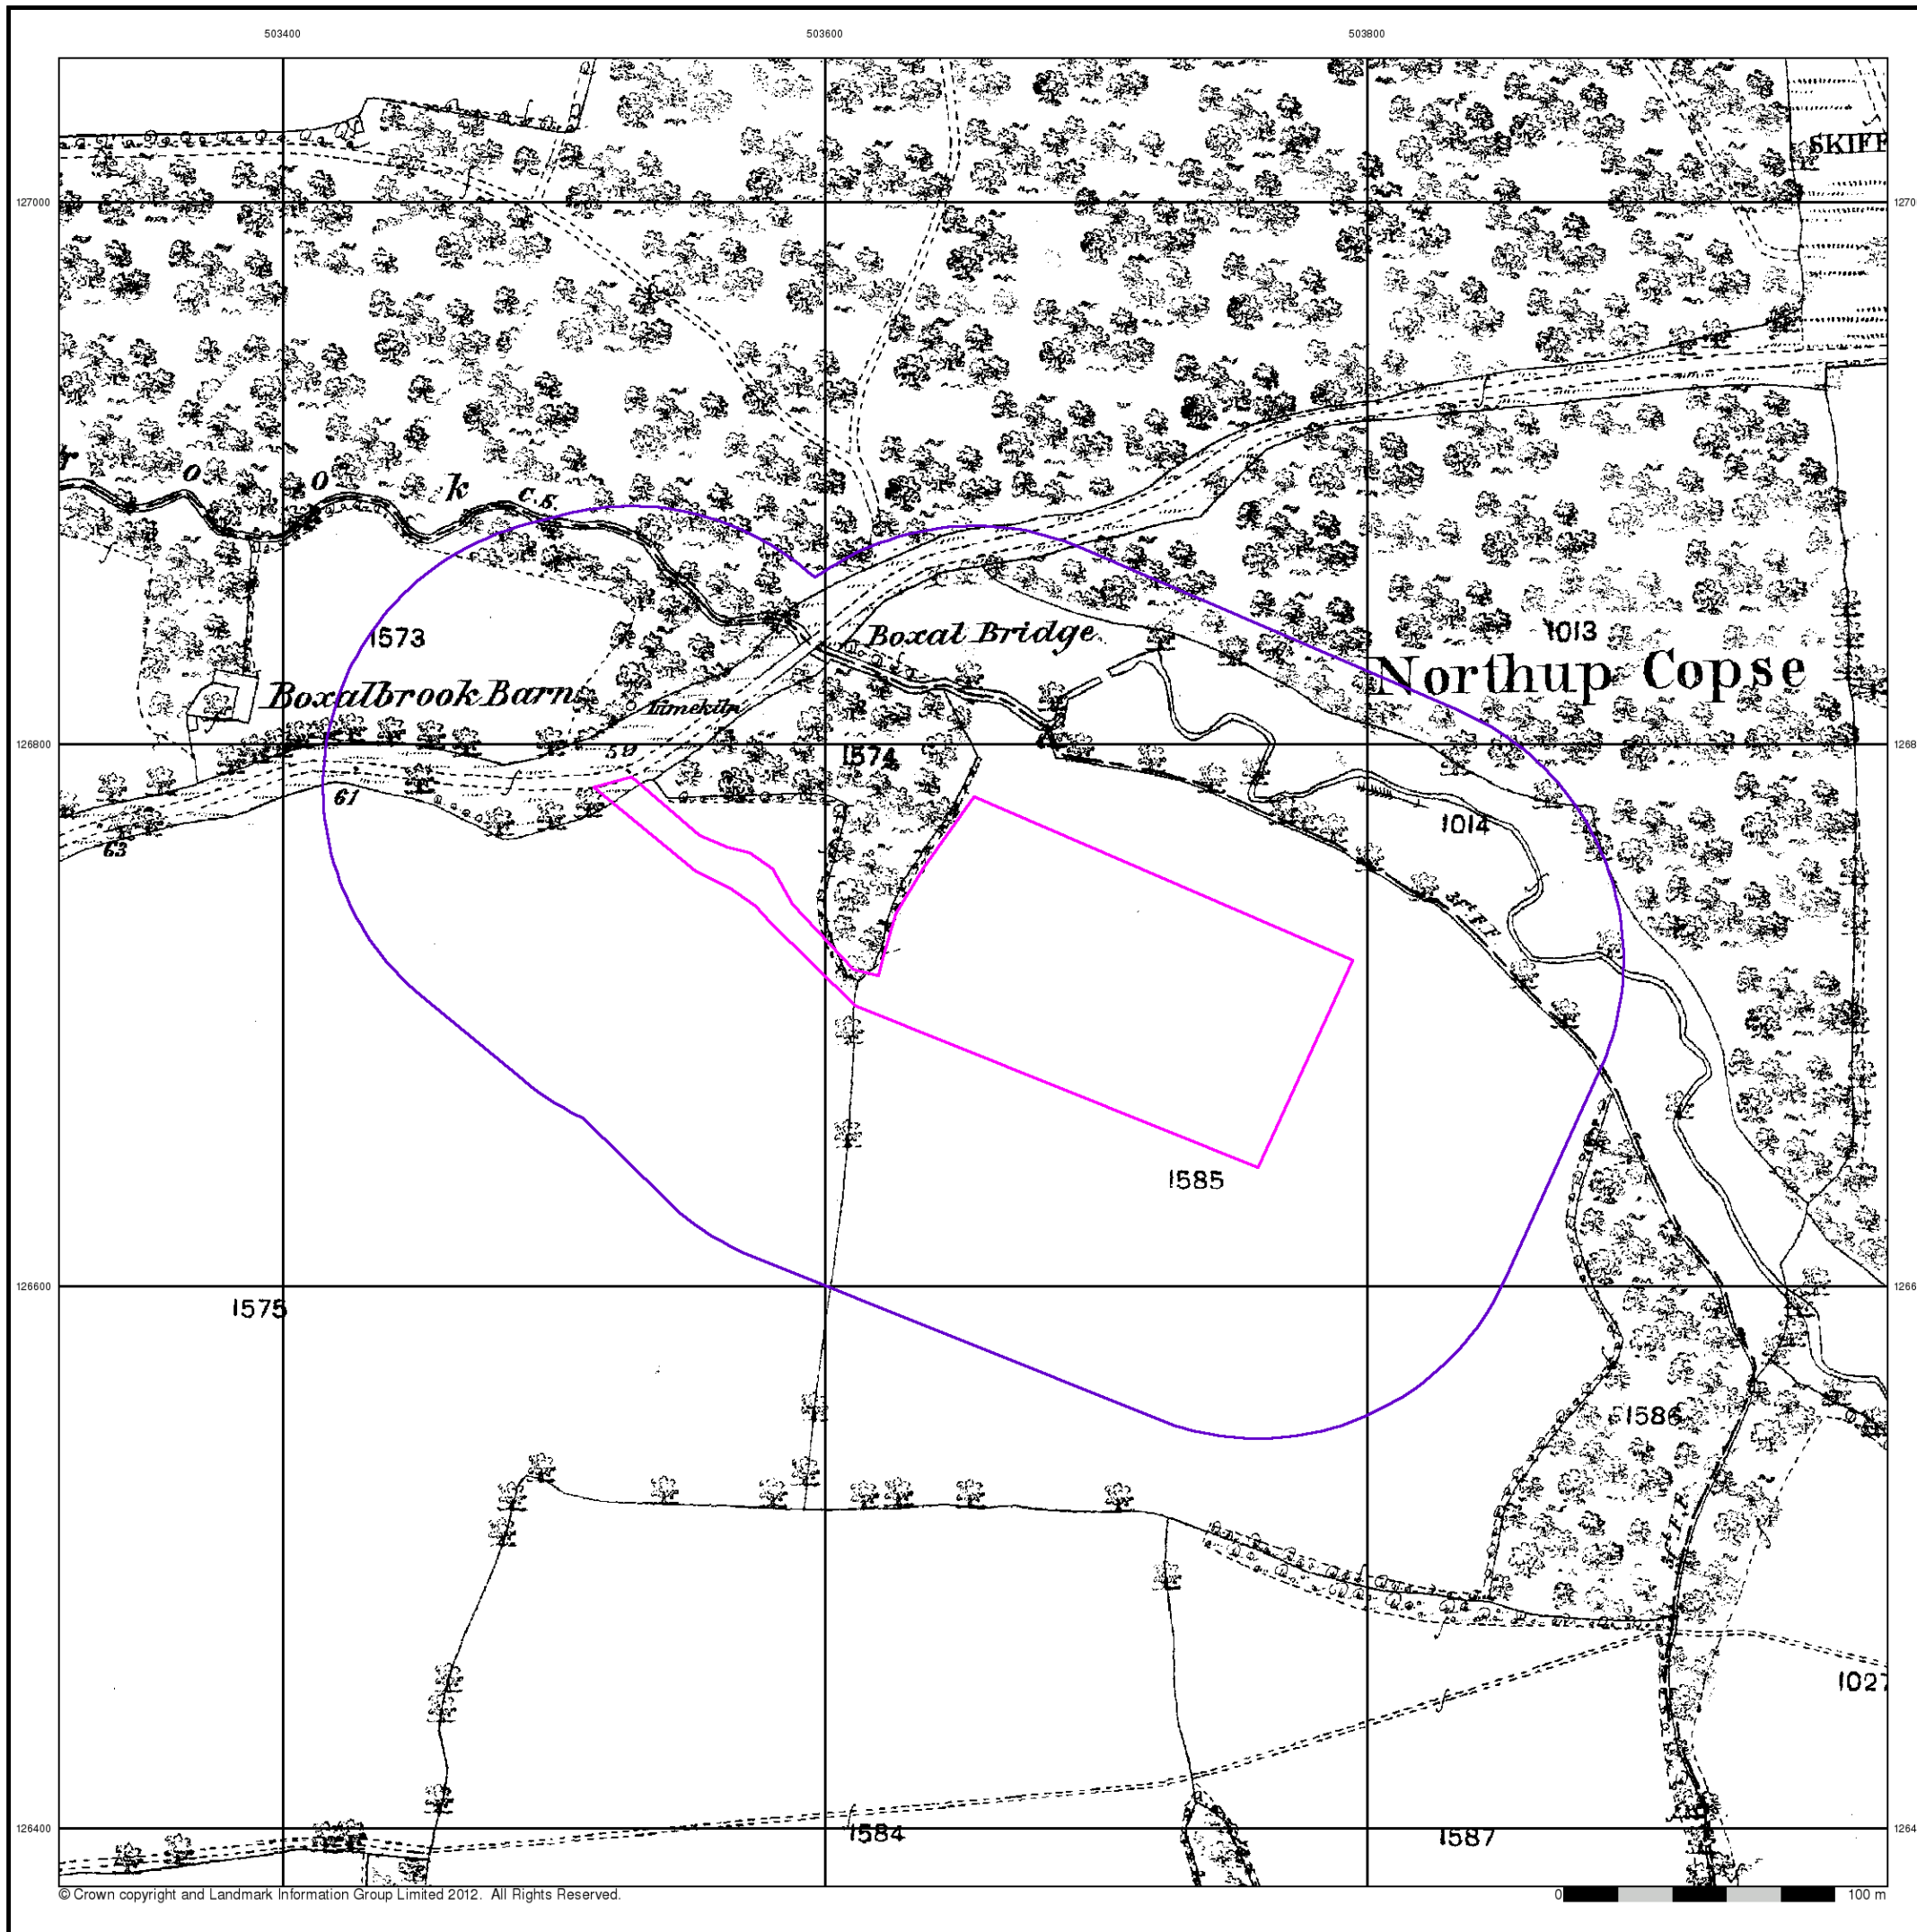 503400 503600 503800
SKIFF
127000 1270
o o k C.S.
1573
Boxal Bridge
1013
Northup Copse
Boxalbrook Barn
Limekiln
126800 1268
59
1574
61
63
1014
3ft F.F.
1585
126600 1266
1575
1586
F.F.
1027
126400 1264
1584 1587
© Crown copyright and Landmark Information Group Limited 2012. All Rights Reserved.
0 100 m